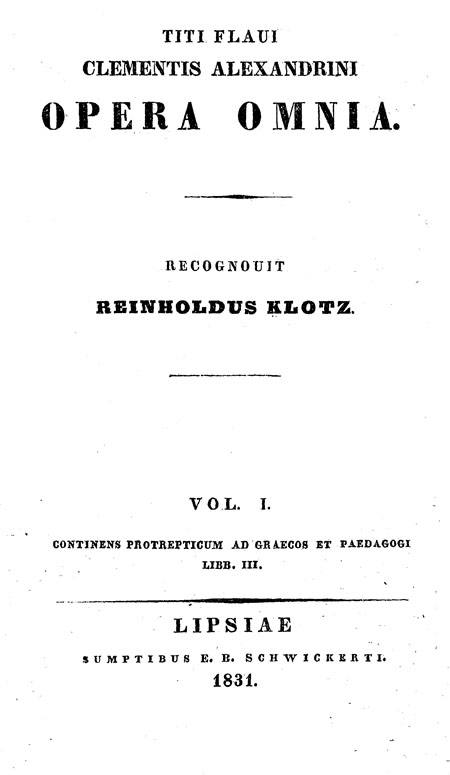 TITI FLAUI
CLEMENTIS ALEXANDRINI
OPERA OMNIA.
RECOGNOUIT
REINHOLDUS KLOTZ.
VOL. I.
CONTINENS PROTREPTICUM AD GRAECOS ET PAEDAGOGI
LIBB. III.
LIPSIAE
SUMPTIBUS E. B. SCHWICKERTI.
1831.